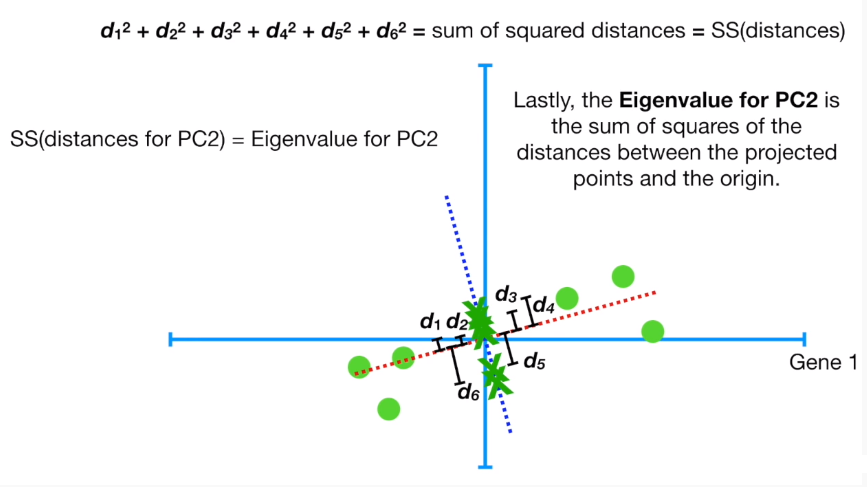 d₁² + d₂² + d₃² + d₄² + d₅² + d₆² = sum of squared distances = SS(distances)
Lastly, the Eigenvalue for PC2 is
the sum of squares of the
distances between the projected
points and the origin.
SS(distances for PC2) = Eigenvalue for PC2
d₃
d₄
d₁ d₂
Gene 1
d₅
d₆